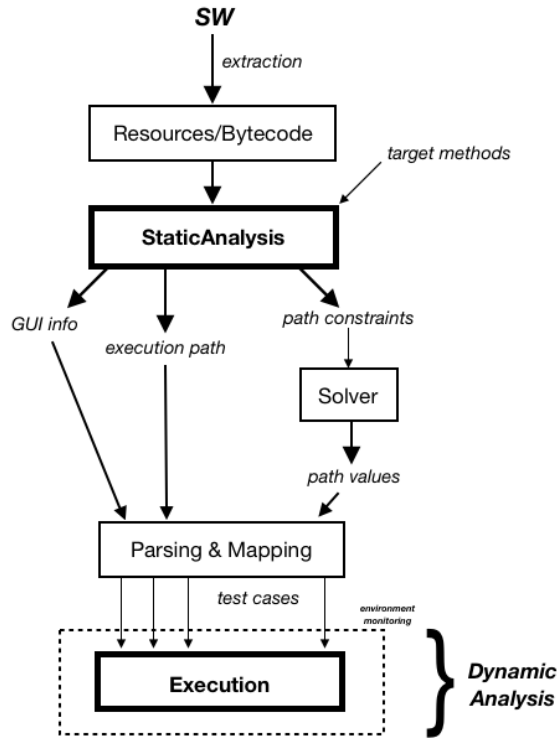 SW
extraction
Resources/Bytecode
target methods
StaticAnalysis
GUI info
execution path
path constraints
Solver
path values
Parsing & Mapping
test cases
environment
monitoring
Execution
Dynamic
Analysis